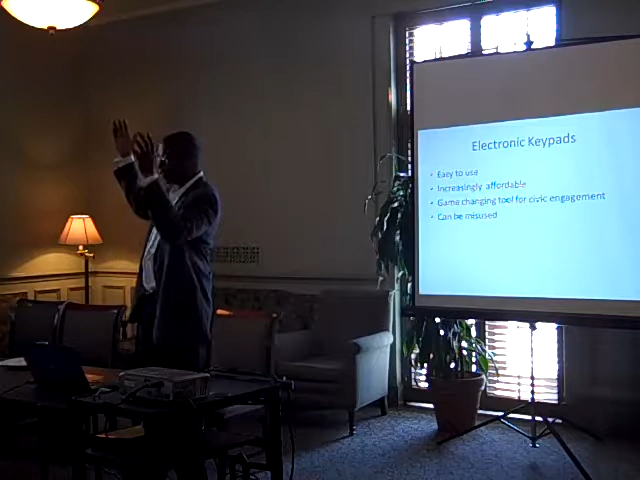 Electronic Keypads
• Easy to use
• Increasingly affordable
• Game changing tool for civic engagement
• Can be misused